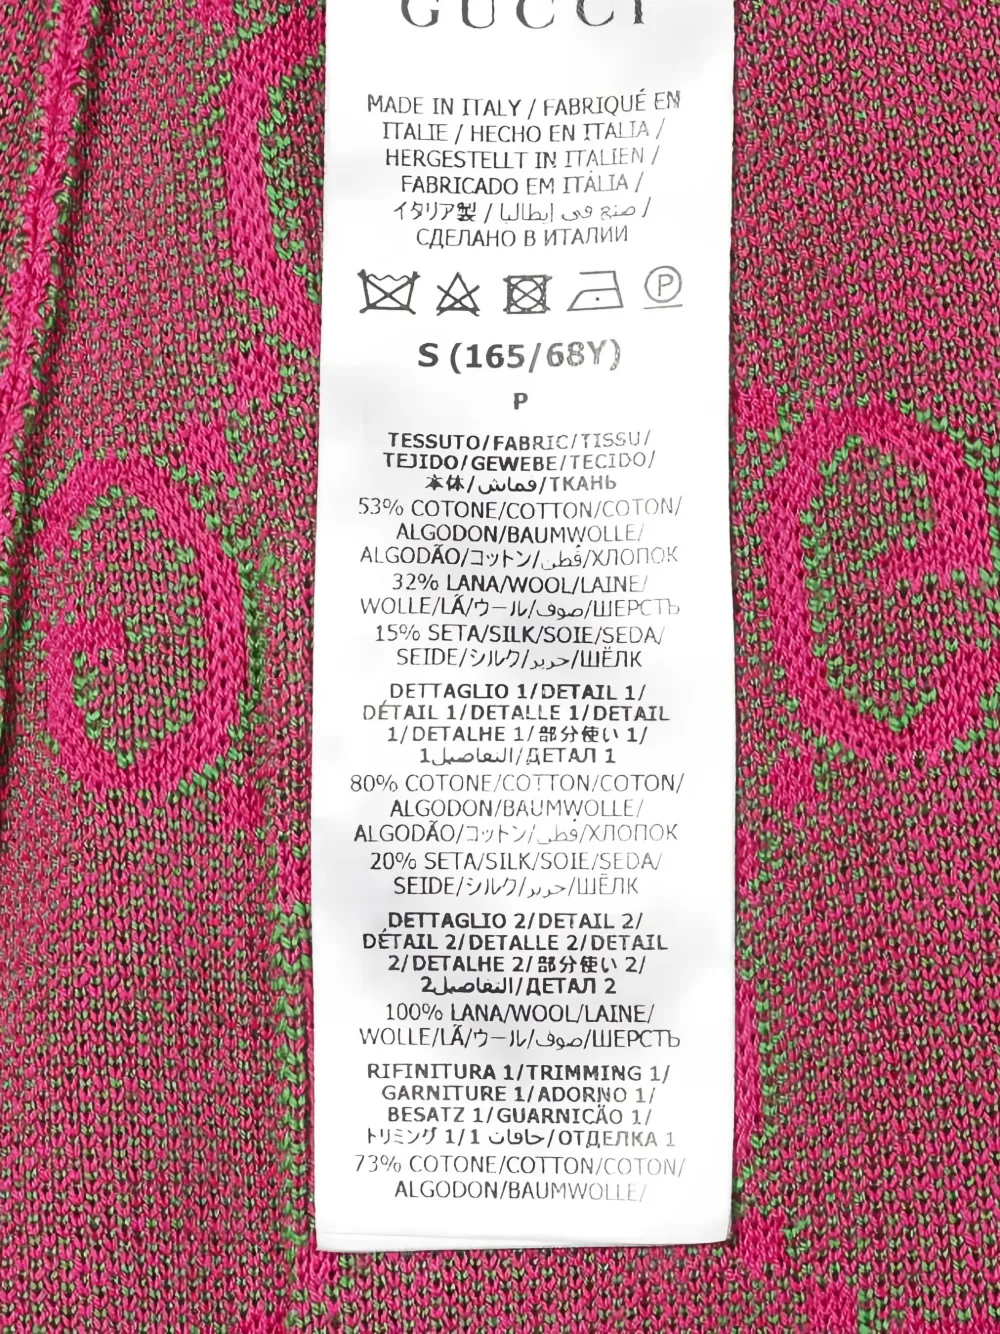 GUCCI
MADE IN ITALY / FABRIQUÉ EN
ITALIE / HECHO EN ITALIA /
HERGESTELLT IN ITALIEN /
FABRICADO EM ITÁLIA /
イタリア製 / صنع في إيطاليا /
СДЕЛАНО В ИТАЛИИ
P
S (165/68Y)
P
TESSUTO/FABRIC/TISSU/
TEJIDO/GEWEBE/TECIDO/
本体/قماش/ТКАНЬ
53% COTONE/COTTON/COTON/
ALGODON/BAUMWOLLE/
ALGODÃO/コットン/قطن/ХЛОПОК
32% LANA/WOOL/LAINE/
WOLLE/LÃ/ウール/صوف/ШЕРСТЬ
15% SETA/SILK/SOIE/SEDA/
SEIDE/シルク/حرير/ШЁЛК
DETTAGLIO 1/DETAIL 1/
DÉTAIL 1/DETALLE 1/DETAIL
1/DETALHE 1/部分使い 1/
التفاصيل1/ДЕТАЛ 1
80% COTONE/COTTON/COTON/
ALGODON/BAUMWOLLE/
ALGODÃO/コットン/قطن/ХЛОПОК
20% SETA/SILK/SOIE/SEDA/
SEIDE/シルク/حرير/ШЁЛК
DETTAGLIO 2/DETAIL 2/
DÉTAIL 2/DETALLE 2/DETAIL
2/DETALHE 2/部分使い 2/
التفاصيل2/ДЕТАЛ 2
100% LANA/WOOL/LAINE/
WOLLE/LÃ/ウール/صوف/ШЕРСТЬ
RIFINITURA 1/TRIMMING 1/
GARNITURE 1/ADORNO 1/
BESATZ 1/GUARNIÇÃO 1/
トリミング 1/حافات 1/ОТДЕЛКА 1
73% COTONE/COTTON/COTON/
ALGODON/BAUMWOLLE/